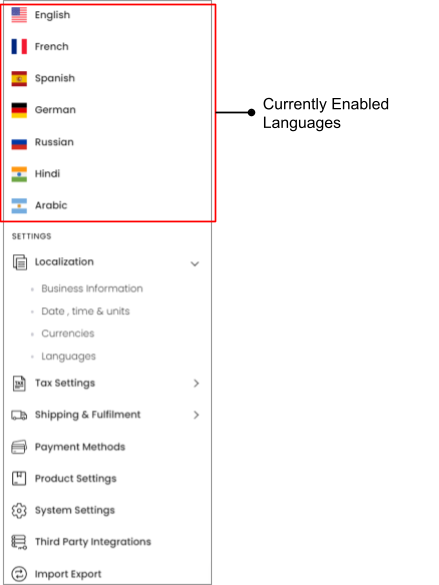 English
French
Spanish
German
Russian
Hindi
Arabic
Currently Enabled
Languages
SETTINGS
Localization
Business Information
Date , time & units
Currencies
Languages
Tax Settings
Shipping & Fulfilment
Payment Methods
Product Settings
System Settings
Third Party Integrations
Import Export